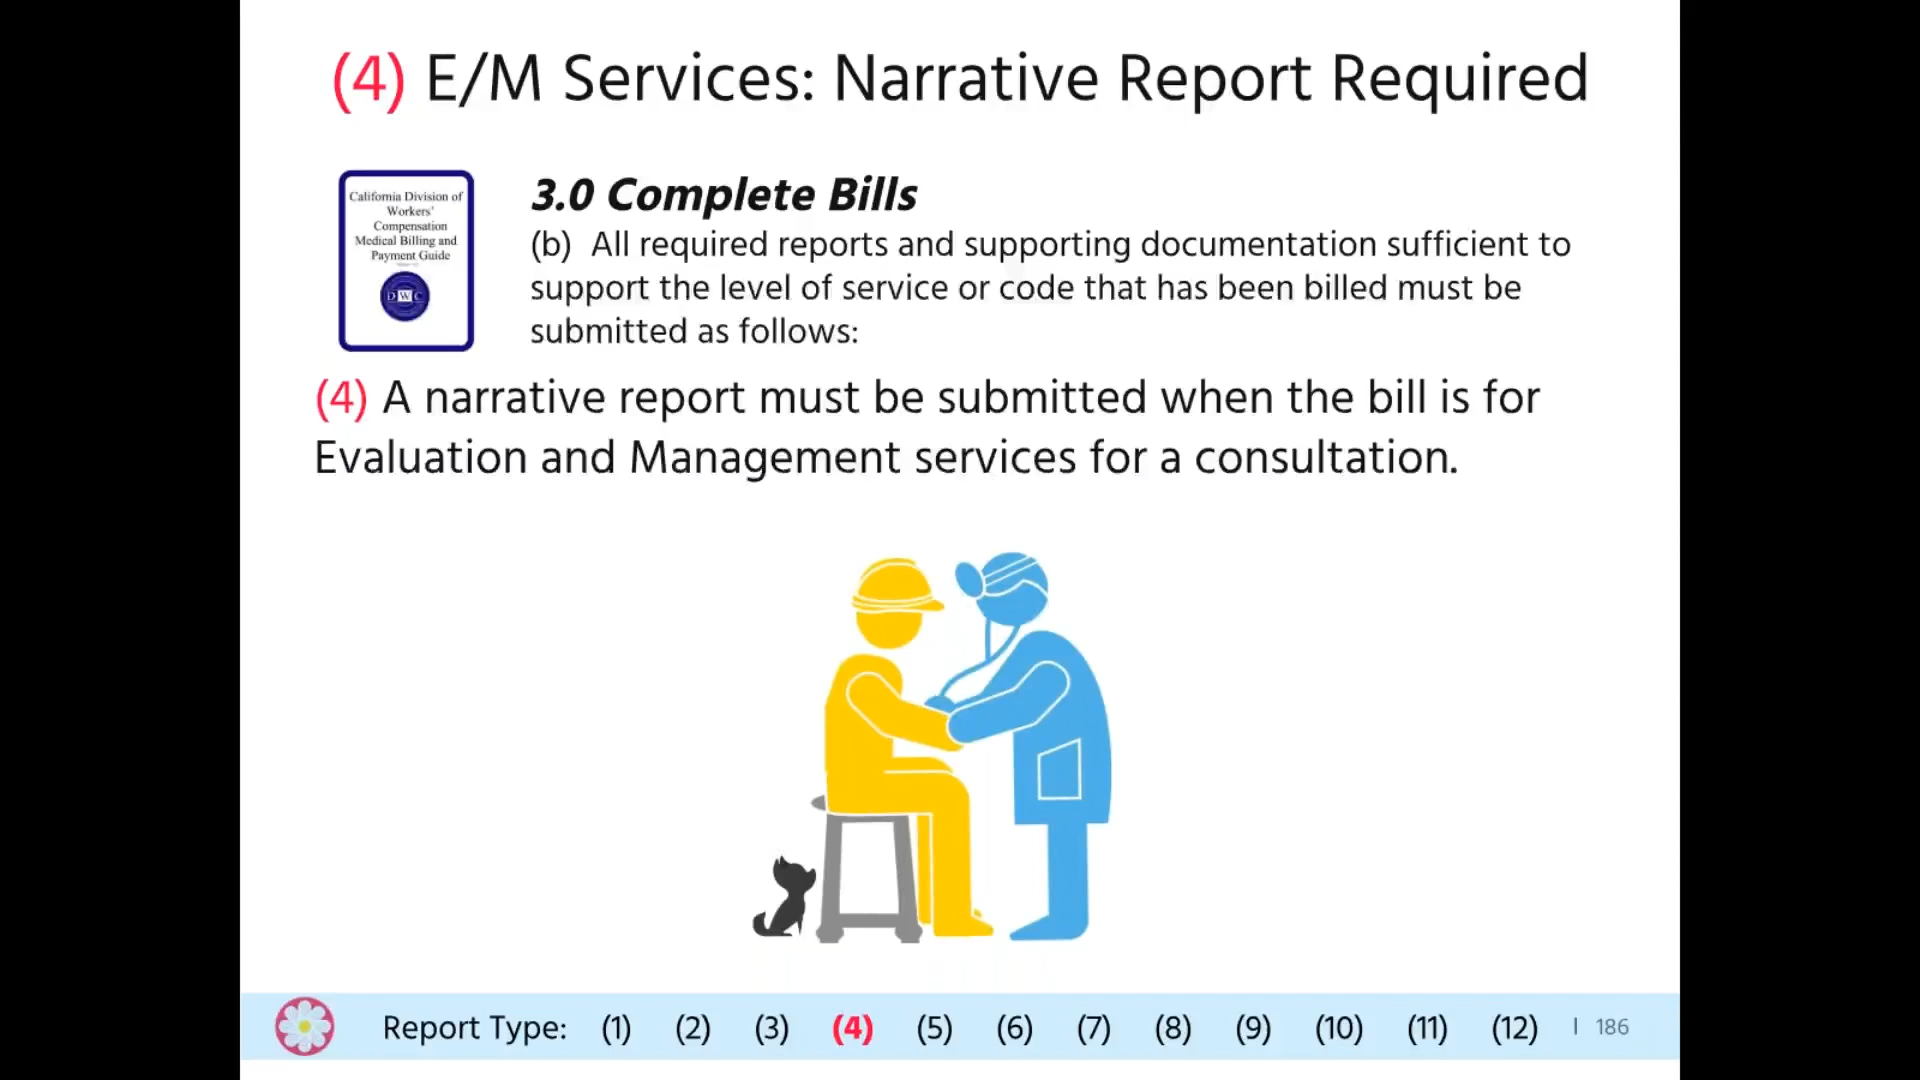 (4) E/M Services: Narrative Report Required
California Division of
Workers'
Compensation
Medical Billing and
Payment Guide
DWC
3.0 Complete Bills
(b) All required reports and supporting documentation sufficient to
support the level of service or code that has been billed must be
submitted as follows:
(4) A narrative report must be submitted when the bill is for
Evaluation and Management services for a consultation.
Report Type: (1) (2) (3) (4) (5) (6) (7) (8) (9) (10) (11) (12) | 186